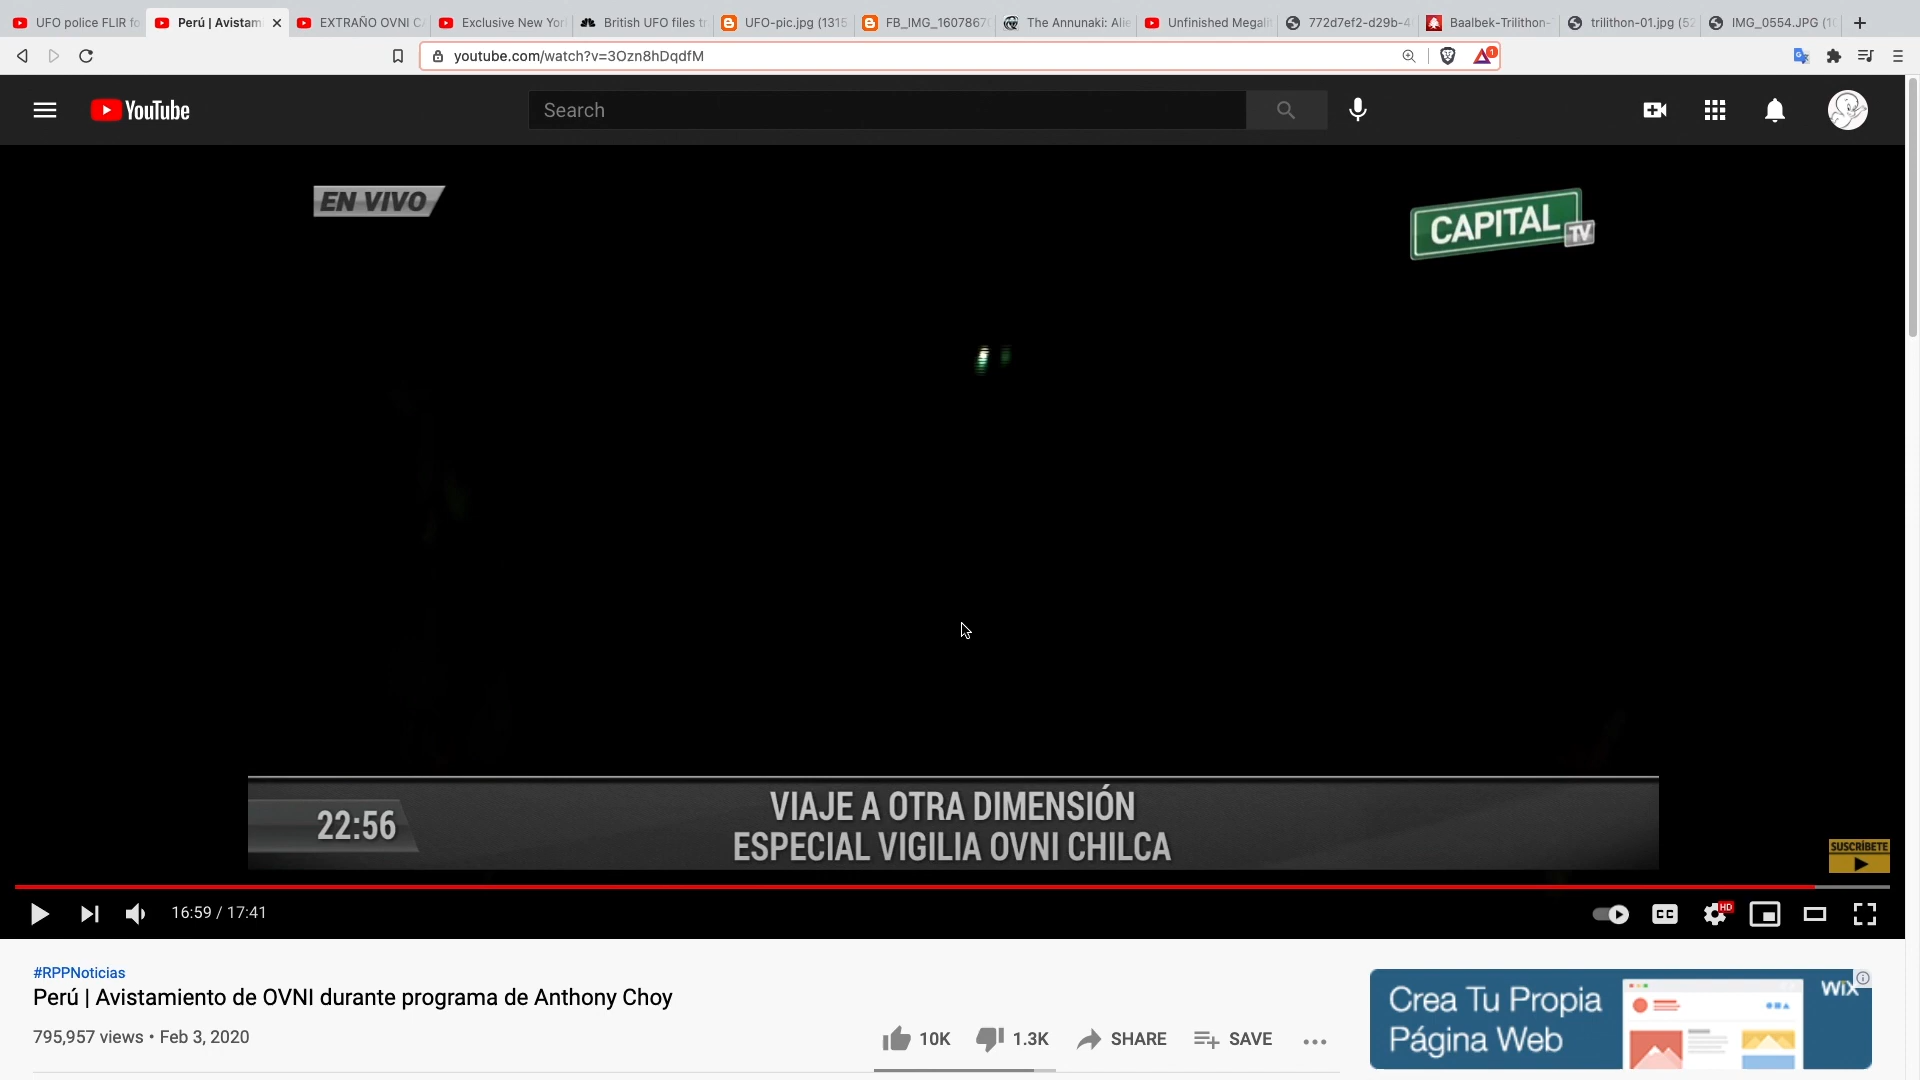 UFO police FLIR fo
Perú | Avistam
EXTRAÑO OVNI C
Exclusive New Yor
British UFO files tr
UFO-pic.jpg (1315
FB_IMG_1607867
The Annunaki: Alie
Unfinished Megali
772d7ef2-d29b-4
Baalbek-Trilithon-
trilithon-01.jpg (52
IMG_0554.JPG (1
youtube.com/watch?v=3Ozn8hDqdfM
1
YouTube
Search
EN VIVO
CAPITAL
TV
22:56
VIAJE A OTRA DIMENSIÓN
ESPECIAL VIGILIA OVNI CHILCA
SUSCRÍBETE
16:59 / 17:41
CC
HD
#RPPNoticias
Perú | Avistamiento de OVNI durante programa de Anthony Choy
795,957 views • Feb 3, 2020
10K
1.3K
SHARE
SAVE
Crea Tu Propia
Página Web
WiX